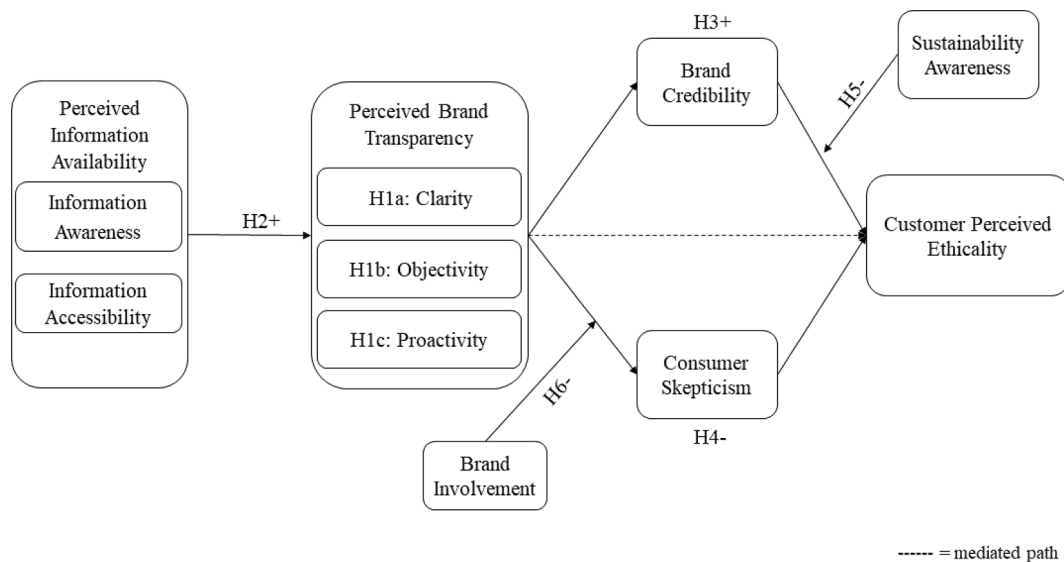 Perceived
Information
Availability
Information
Awareness
Information
Accessibility
H2+
Perceived Brand
Transparency
H1a: Clarity
H1b: Objectivity
H1c: Proactivity
H3+
Brand
Credibility
Sustainability
Awareness
H5-
Customer Perceived
Ethicality
Consumer
Skepticism
H4-
H6-
Brand
Involvement
------ = mediated path